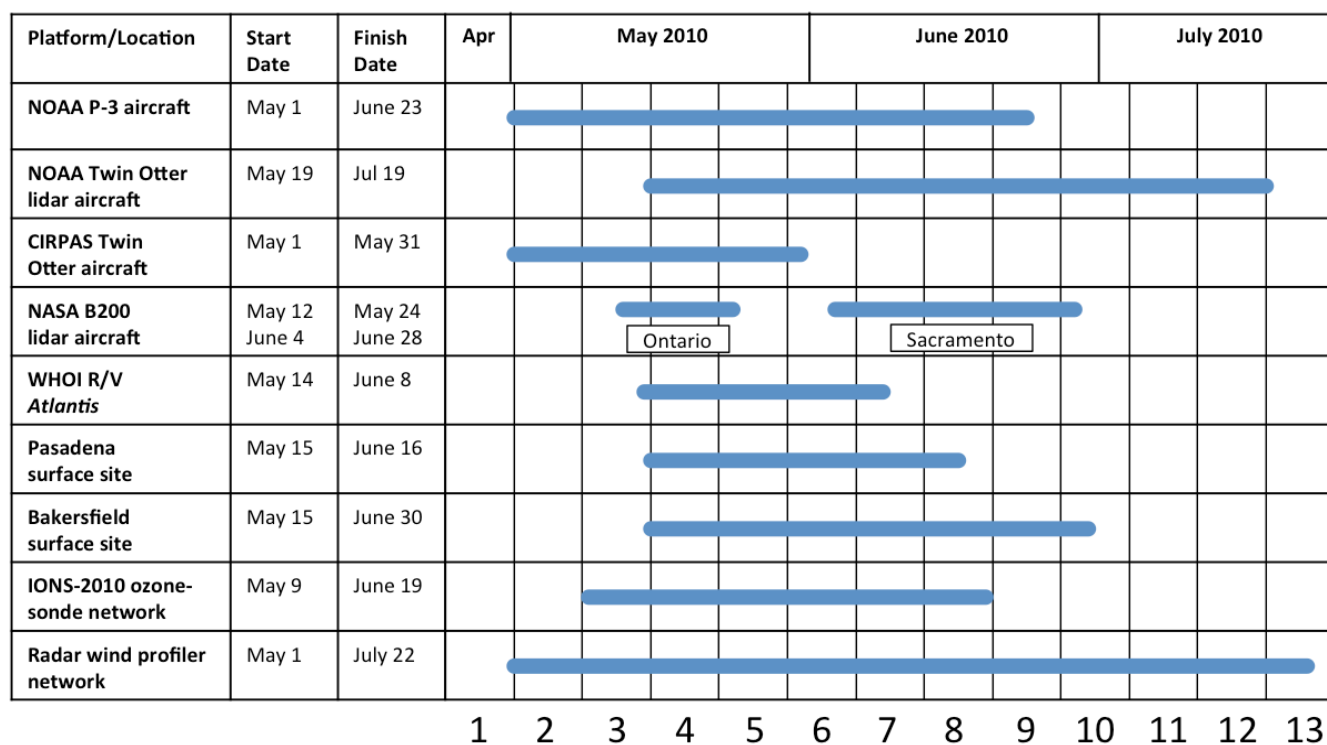 Platform/Location Start Date Finish Date Apr May 2010 June 2010 July 2010
NOAA P-3 aircraft May 1 June 23
NOAA Twin Otter May 19 Jul 19
lidar aircraft
CIRPAS Twin May 1 May 31
Otter aircraft
NASA B200 May 12 May 24
lidar aircraft June 4 June 28
Ontario Sacramento
WHOI R/V May 14 June 8
Atlantis
Pasadena May 15 June 16
surface site
Bakersfield May 15 June 30
surface site
IONS-2010 ozone- May 9 June 19
sonde network
Radar wind profiler May 1 July 22
network
1 2 3 4 5 6 7 8 9 10 11 12 13